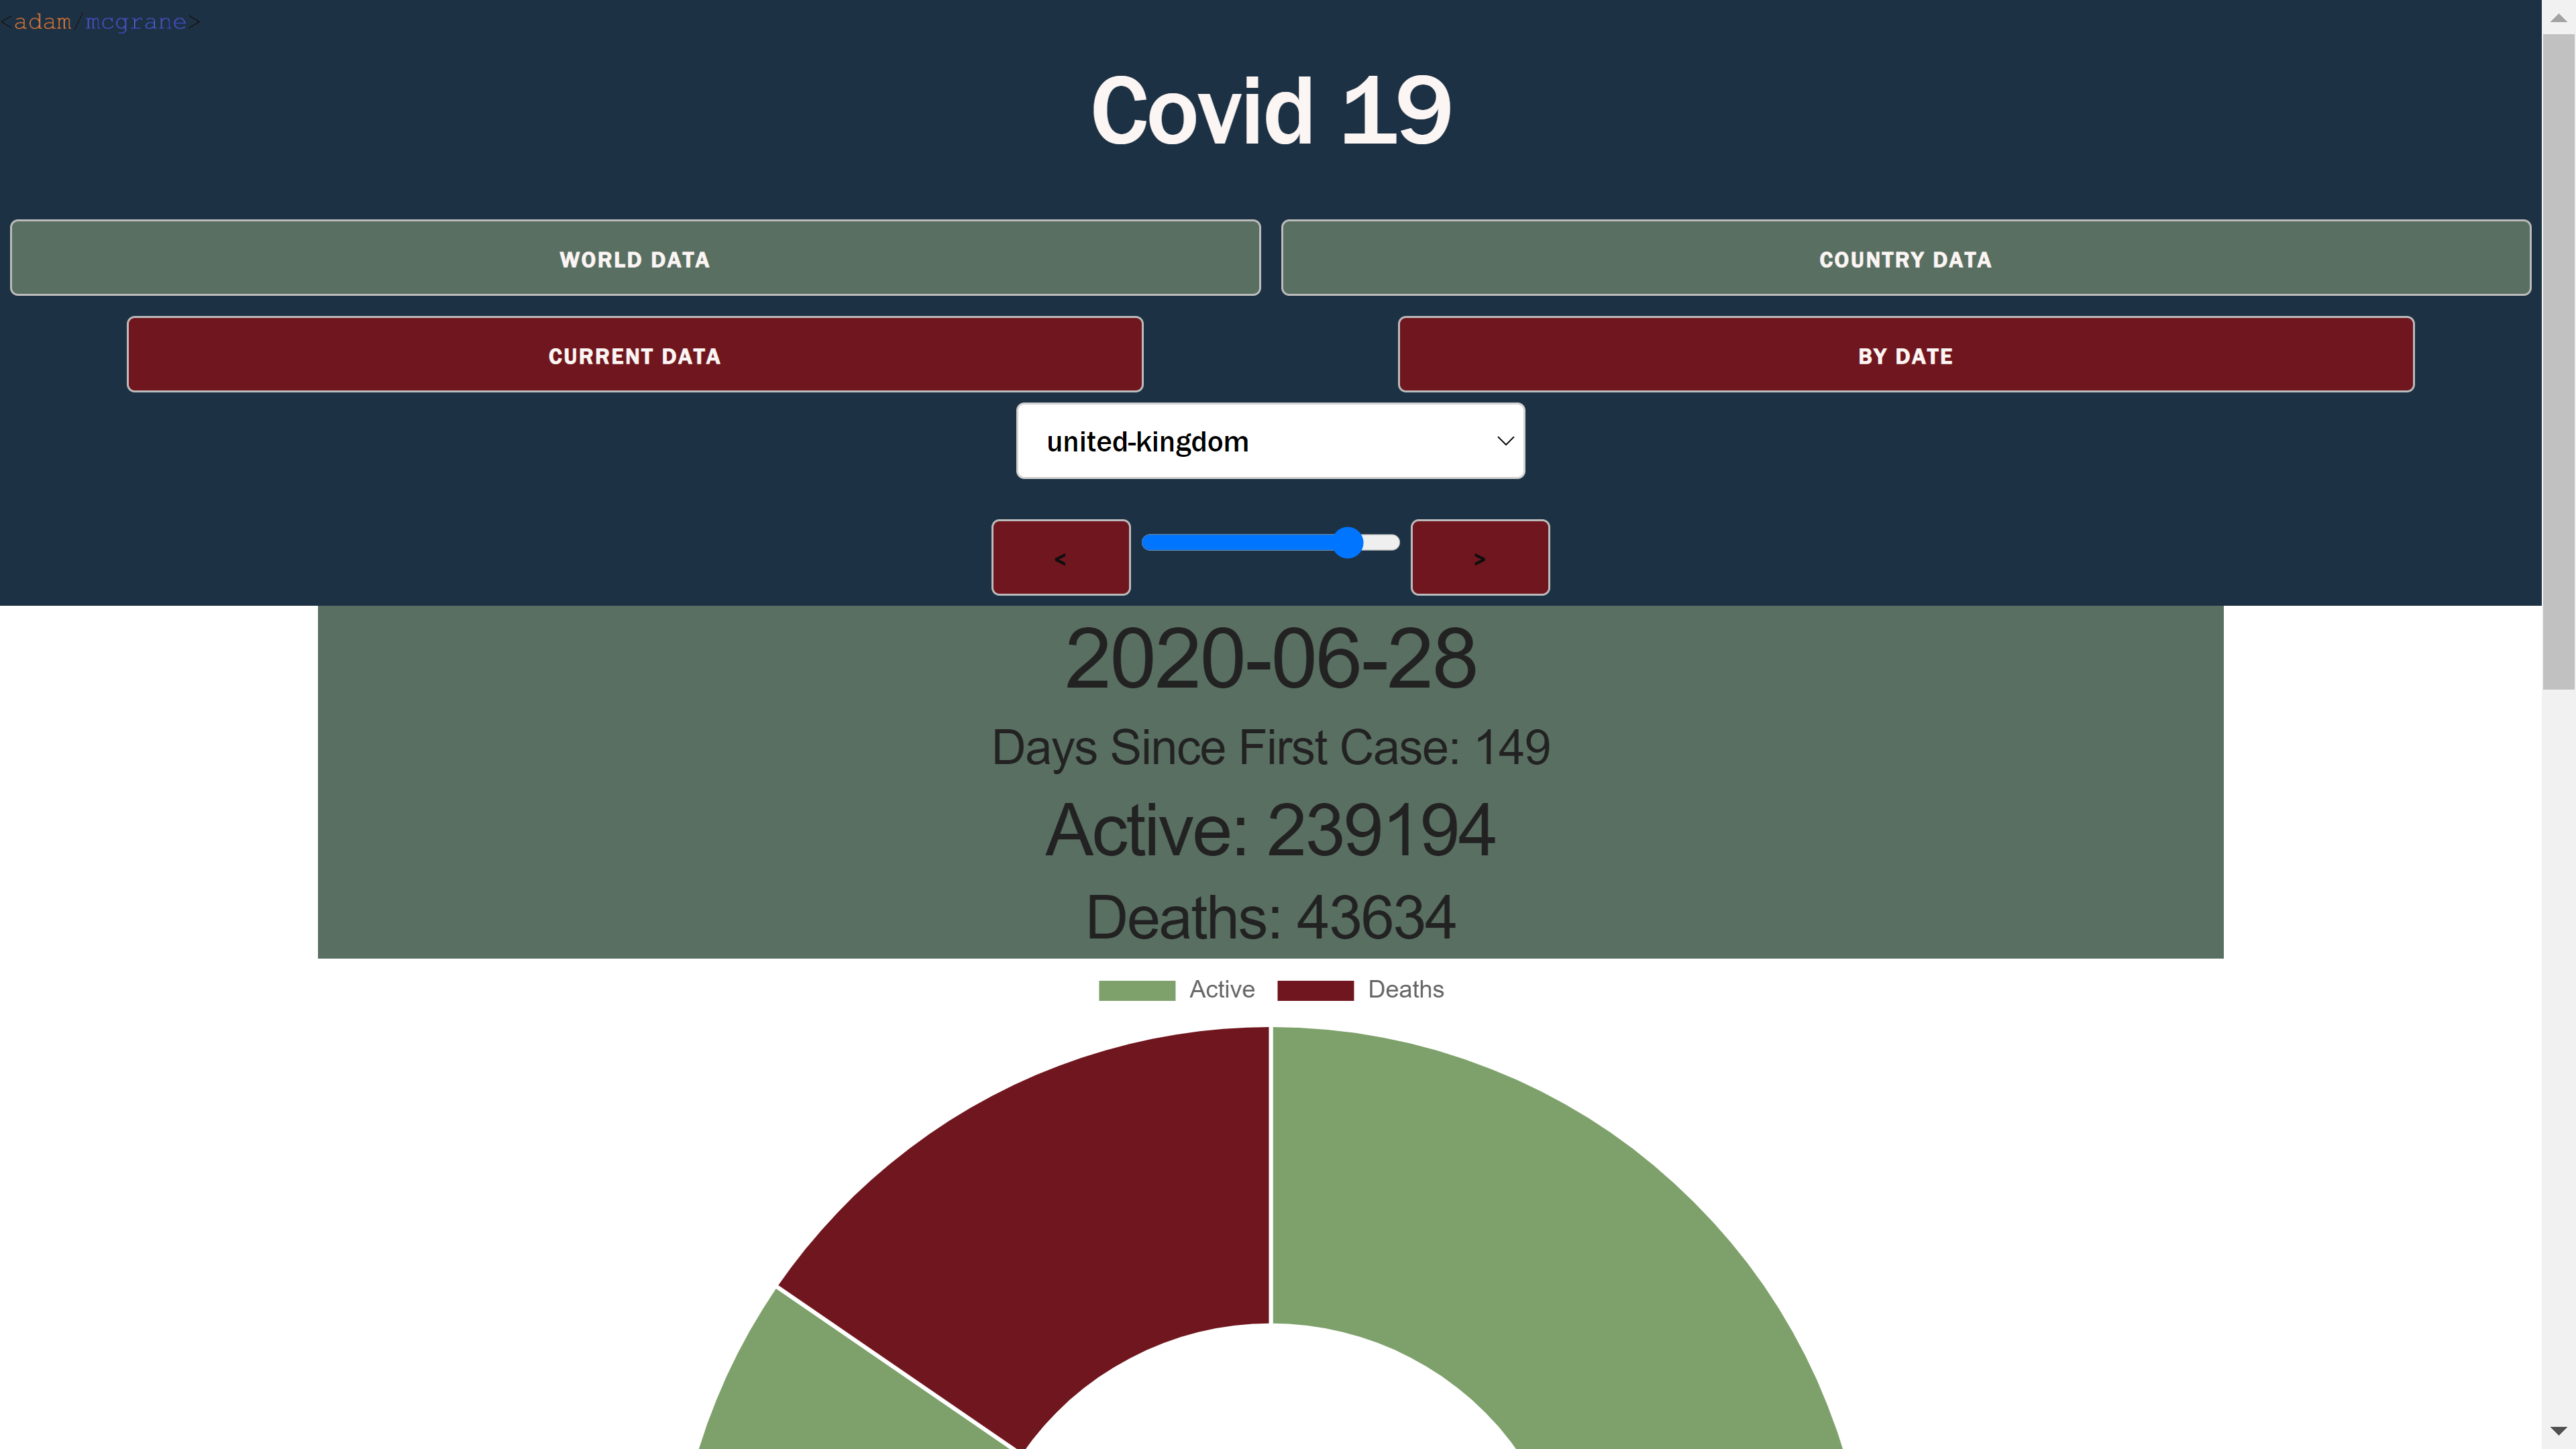 <adam/mcgrane>
Covid 19
WORLD DATA
COUNTRY DATA
CURRENT DATA
BY DATE
united-kingdom
<
>
2020-06-28
Days Since First Case: 149
Active: 239194
Deaths: 43634
Active
Deaths